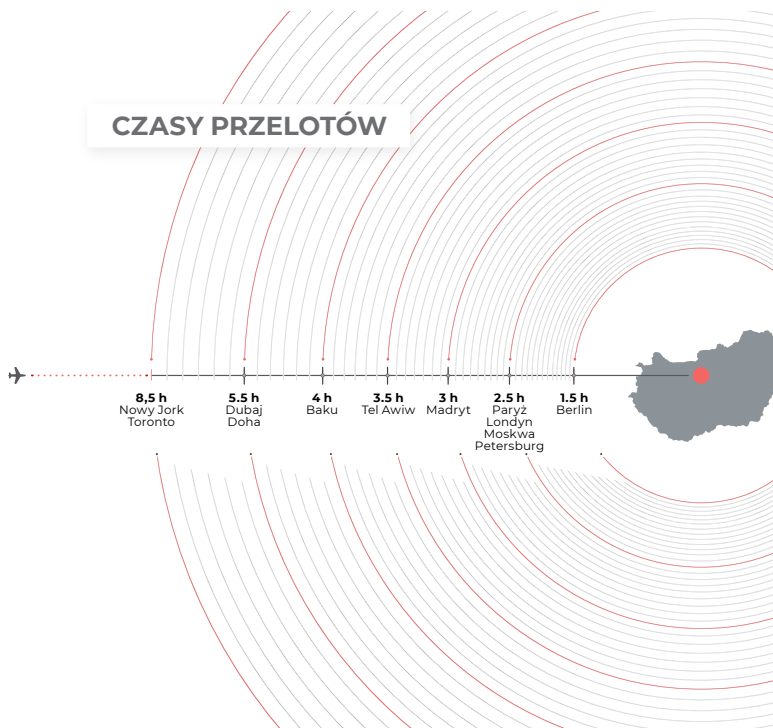 CZASY PRZELOTÓW
8,5 h
Nowy Jork
Toronto
5.5 h
Dubaj
Doha
4 h
Baku
3.5 h
Tel Awiw
3 h
Madryt
2.5 h
Paryż
Londyn
Moskwa
Petersburg
1.5 h
Berlin